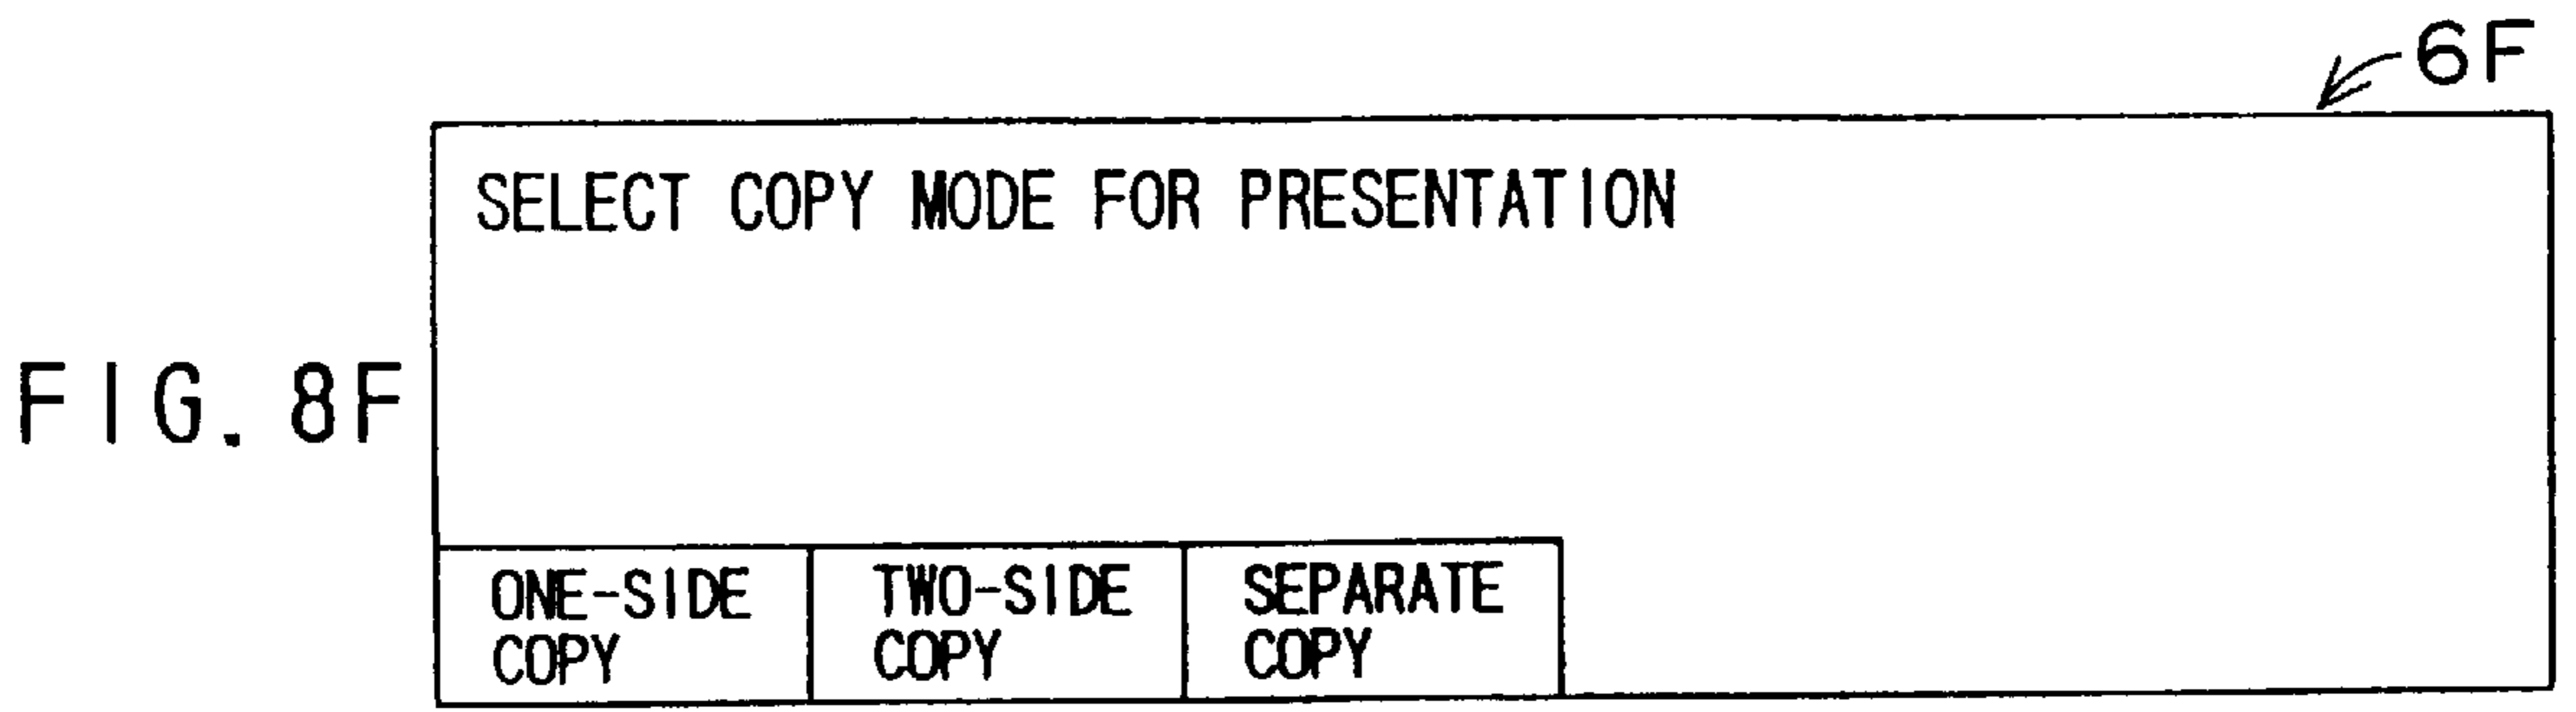 6F
SELECT COPY MODE FOR PRESENTATION
FIG. 8F
ONE-SIDE
COPY
TWO-SIDE
COPY
SEPARATE
COPY